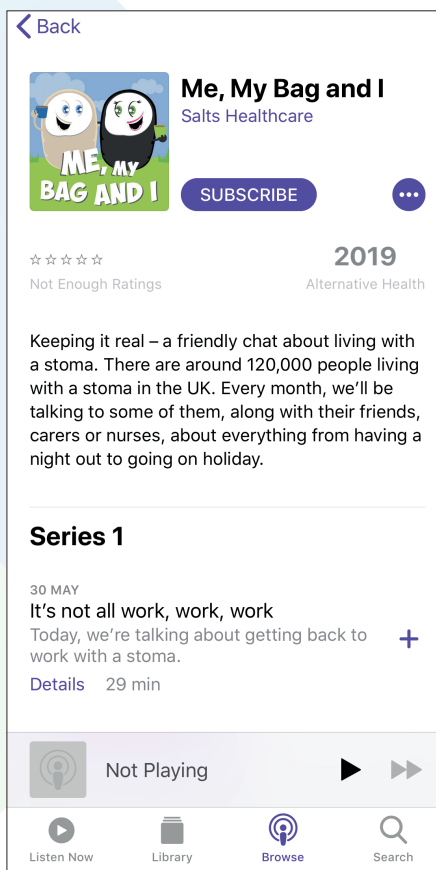 Back
ME, MY
BAG AND I
Me, My Bag and I
Salts Healthcare
SUBSCRIBE
2019
Not Enough Ratings
Alternative Health
Keeping it real – a friendly chat about living with
a stoma. There are around 120,000 people living
with a stoma in the UK. Every month, we’ll be
talking to some of them, along with their friends,
carers or nurses, about everything from having a
night out to going on holiday.
Series 1
30 MAY
It’s not all work, work, work
Today, we’re talking about getting back to
work with a stoma.
Details 29 min
Not Playing
Listen Now Library Browse Search